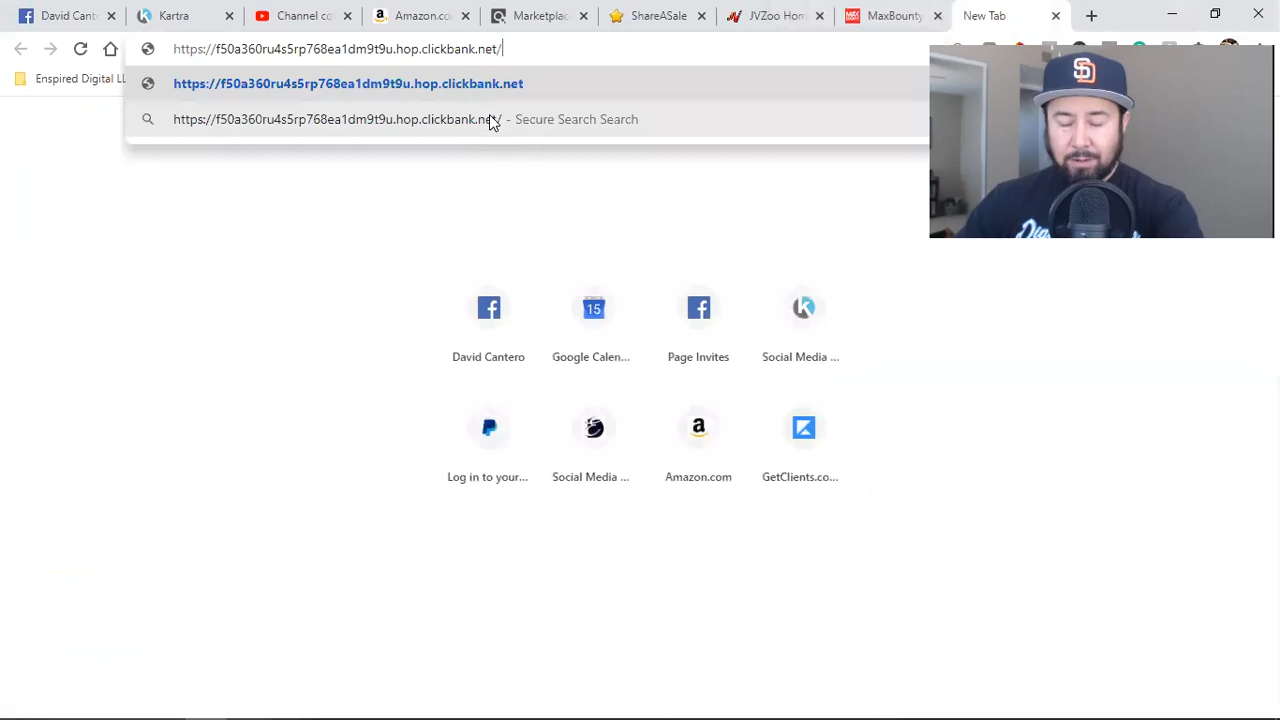 David Cant
Kartra
Channel co
Amazon.co
Marketplac
ShareASale
JVZoo Hom
MaxBounty
New Tab
https://f50a360ru4s5rp768ea1dm9t9u.hop.clickbank.net/
Enspired Digital LL
https://f50a360ru4s5rp768ea1dm9t9u.hop.clickbank.net
https://f50a360ru4s5rp768ea1dm9t9u.hop.clickbank.net/ - Secure Search Search
15
David Cantero
Google Calen...
Page Invites
Social Media ...
Log in to your...
Social Media ...
Amazon.com
GetClients.co...